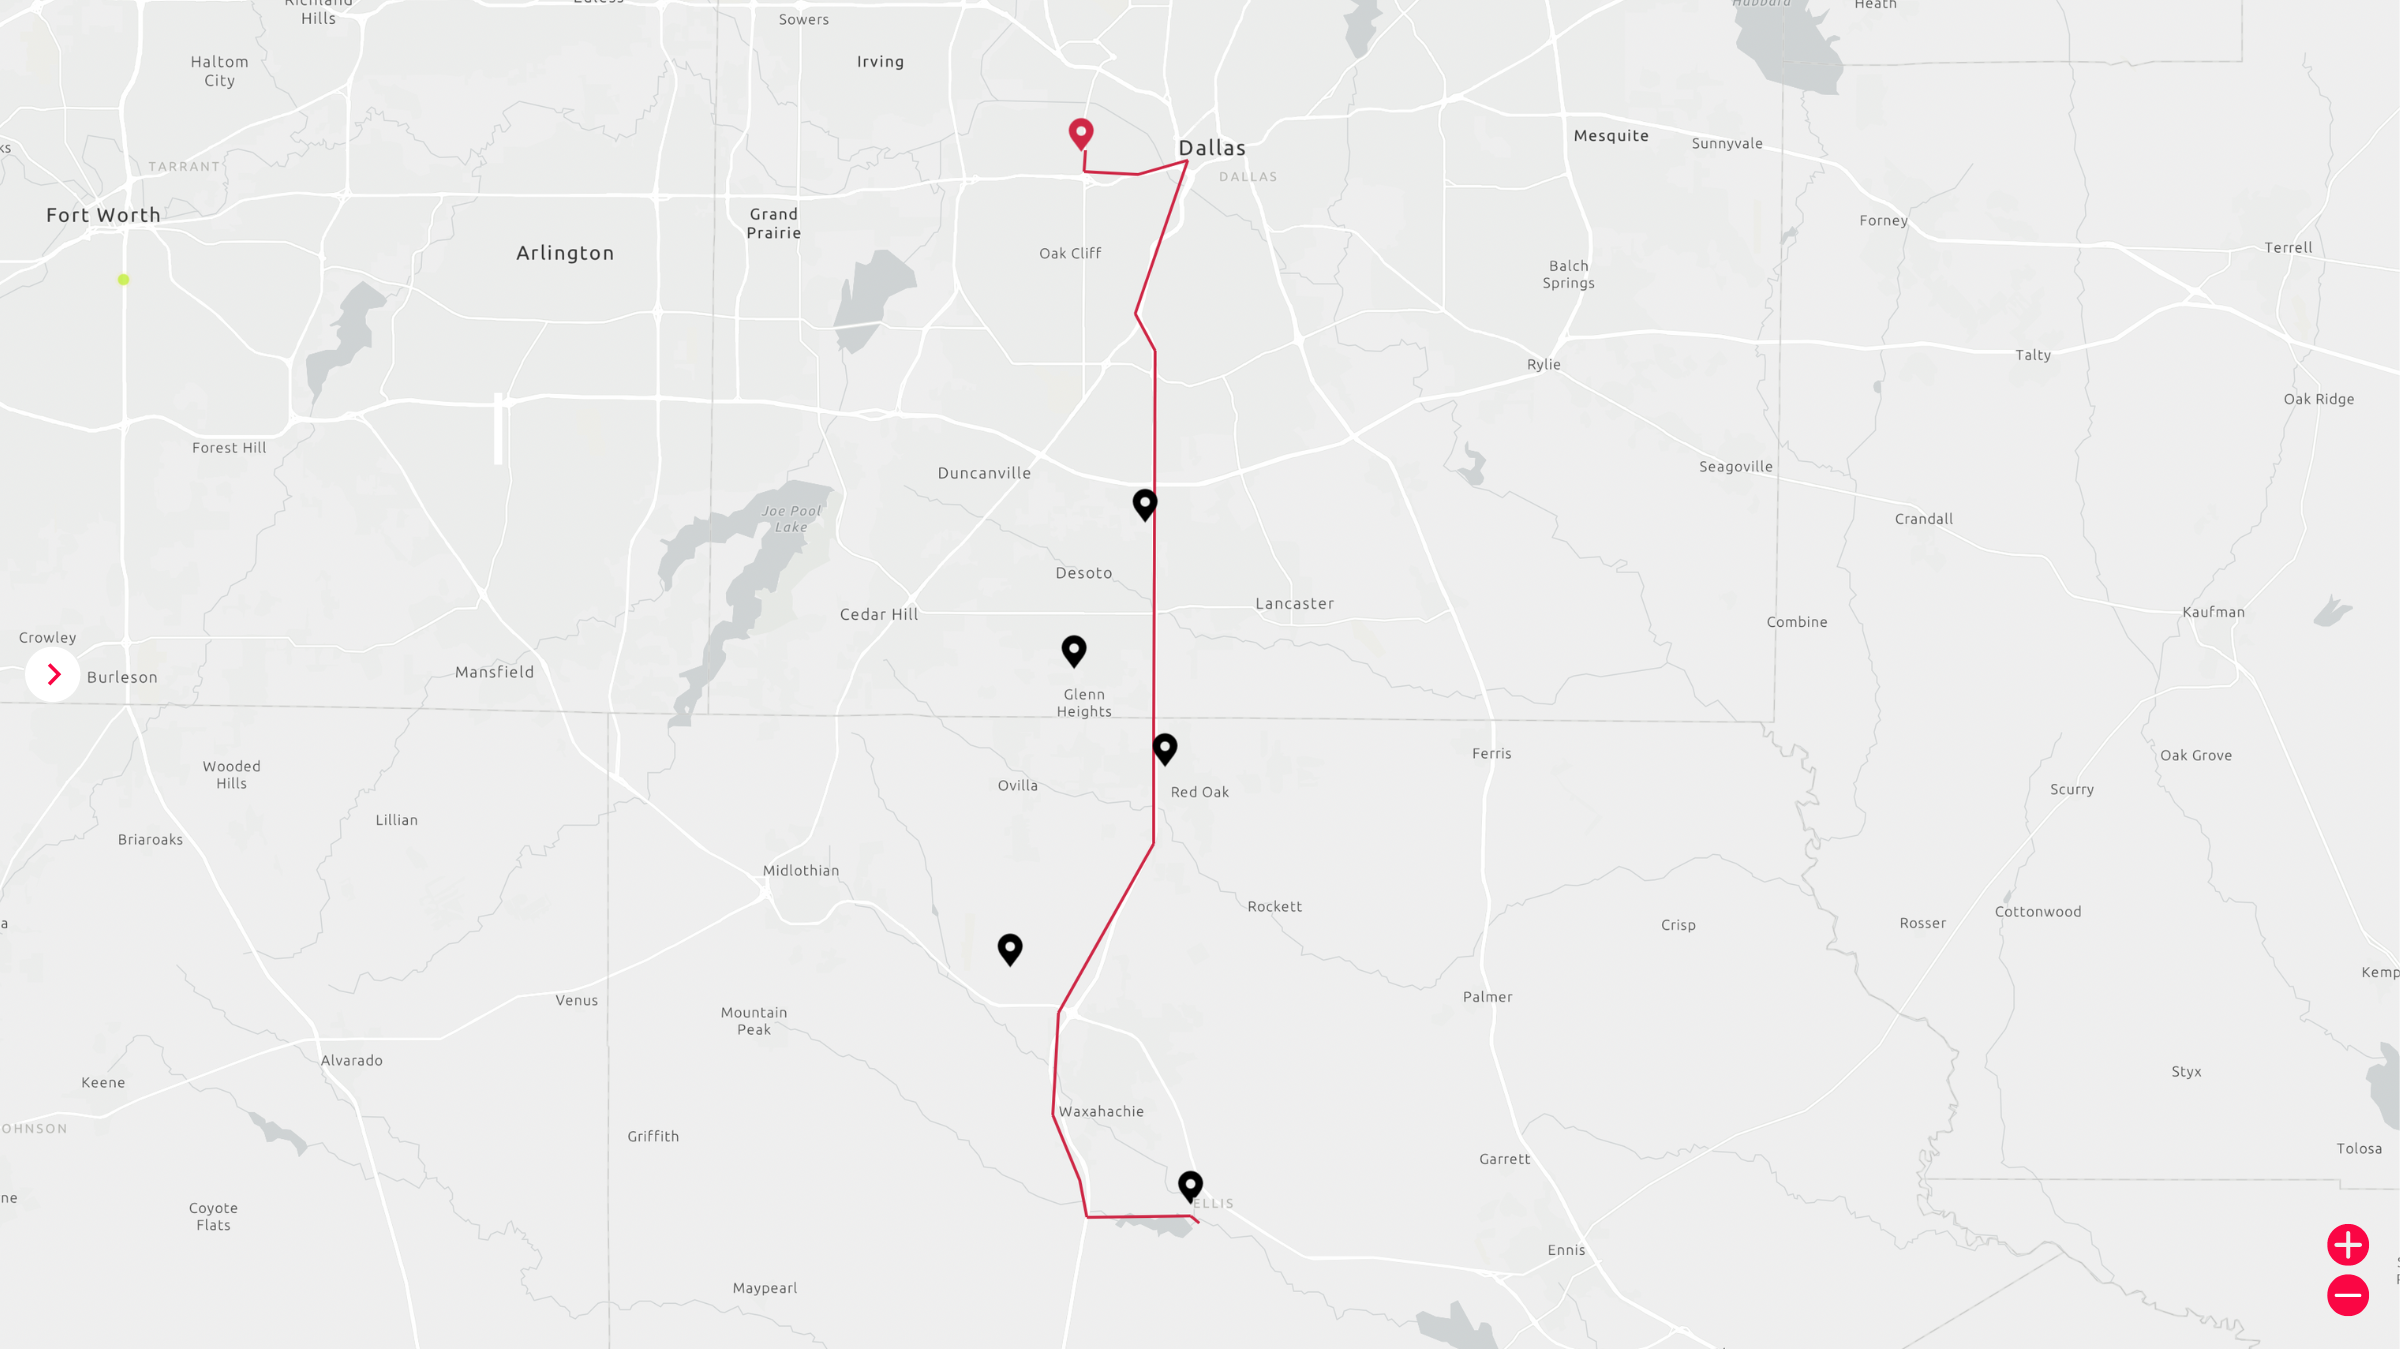 Hills
Sowers
Heath
Haltom
City
Irving
TARRANT
Dallas
DALLAS
Mesquite
Sunnyvale
Fort Worth
Grand
Prairie
Arlington
Oak Cliff
Forney
Terrell
Balch
Springs
Rylie
Talty
Oak Ridge
Forest Hill
Duncanville
Seagoville
Joe Pool
Lake
Crandall
Desoto
Cedar Hill
Lancaster
Kaufman
Combine
Crowley
Burleson
Mansfield
Glenn
Heights
Ferris
Oak Grove
Wooded
Hills
Ovilla
Red Oak
Scurry
Lillian
Briaroaks
Midlothian
Rockett
Crisp
Rosser
Cottonwood
Kemp
Venus
Palmer
Mountain
Peak
Alvarado
Keene
Styx
Waxahachie
OHNSON
Griffith
Garrett
Tolosa
ne
ELLIS
Coyote
Flats
Ennis
Maypearl